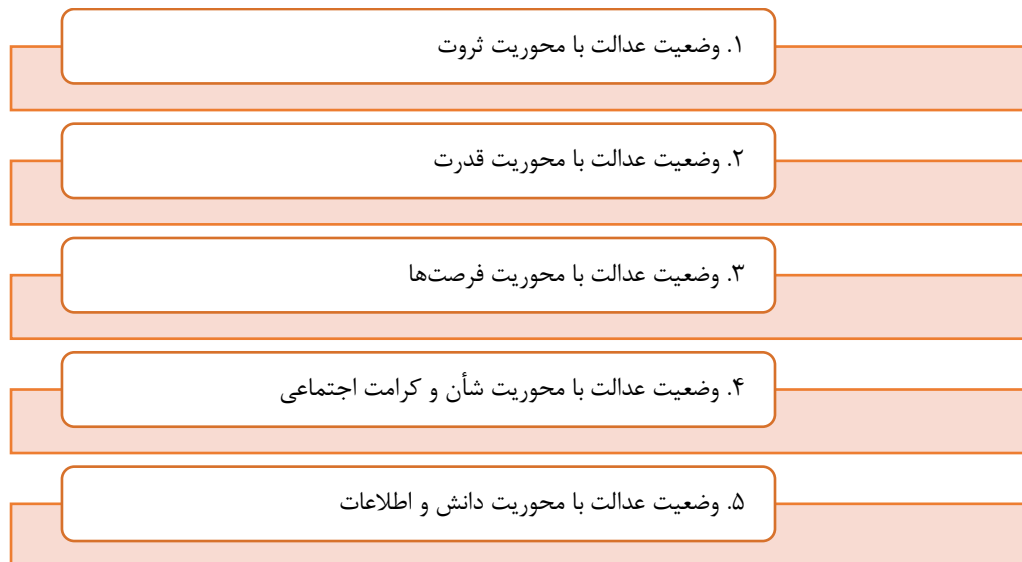 ۱. وضعیت عدالت با محوریت ثروت
۲. وضعیت عدالت با محوریت قدرت
۳. وضعیت عدالت با محوریت فرصت‌ها
۴. وضعیت عدالت با محوریت شأن و کرامت اجتماعی
۵. وضعیت عدالت با محوریت دانش و اطلاعات